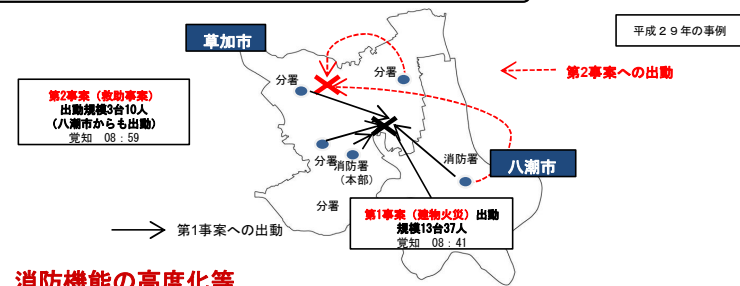 草加市
平成２９年の事例
分署
分署
第2事案への出動
第2事案（救助事案）
出動規模3台10人
（八潮市からも出動）
覚知　08：59
分署
消防署
（本部）
消防署
八潮市
分署
第1事案（建物火災）出動
規模13台37人
覚知　08：41
第1事案への出動
消防機能の高度化等